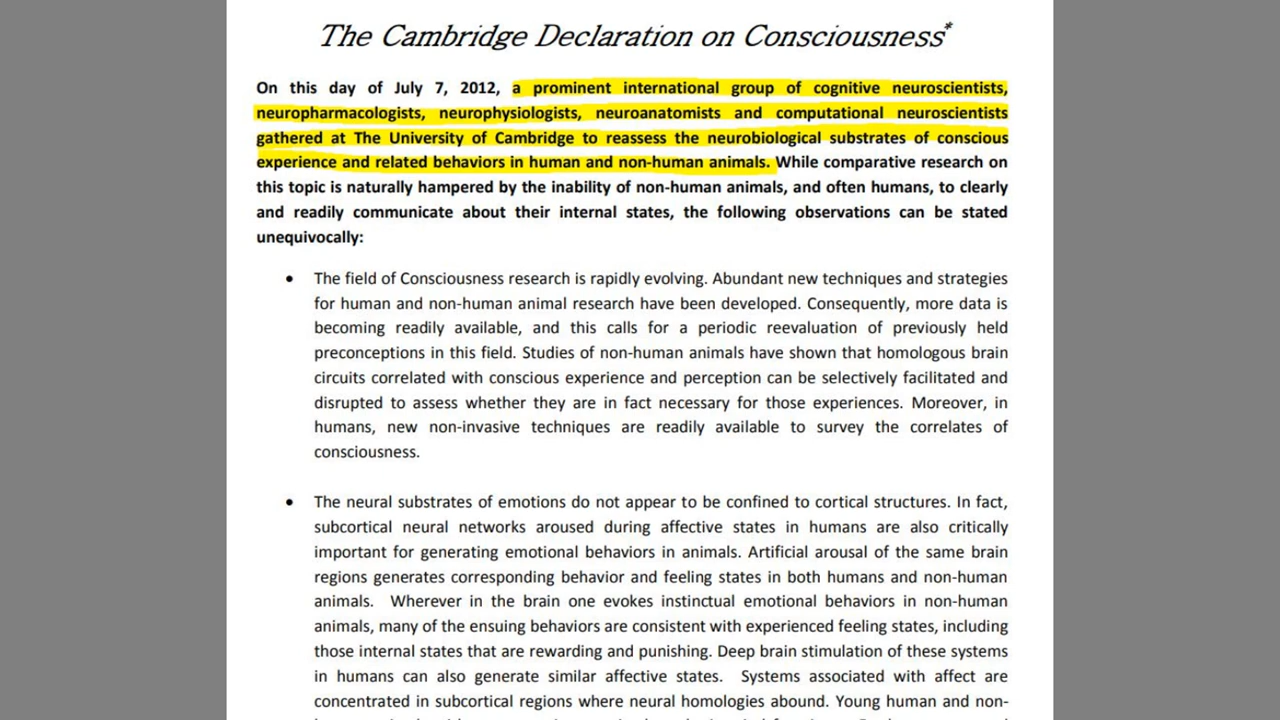 The Cambridge Declaration on Consciousness*
On this day of July 7, 2012, a prominent international group of cognitive neuroscientists,
neuropharmacologists, neurophysiologists, neuroanatomists and computational neuroscientists
gathered at The University of Cambridge to reassess the neurobiological substrates of conscious
experience and related behaviors in human and non-human animals. While comparative research on
this topic is naturally hampered by the inability of non-human animals, and often humans, to clearly
and readily communicate about their internal states, the following observations can be stated
unequivocally:
• The field of Consciousness research is rapidly evolving. Abundant new techniques and strategies
for human and non-human animal research have been developed. Consequently, more data is
becoming readily available, and this calls for a periodic reevaluation of previously held
preconceptions in this field. Studies of non-human animals have shown that homologous brain
circuits correlated with conscious experience and perception can be selectively facilitated and
disrupted to assess whether they are in fact necessary for those experiences. Moreover, in
humans, new non-invasive techniques are readily available to survey the correlates of
consciousness.
• The neural substrates of emotions do not appear to be confined to cortical structures. In fact,
subcortical neural networks aroused during affective states in humans are also critically
important for generating emotional behaviors in animals. Artificial arousal of the same brain
regions generates corresponding behavior and feeling states in both humans and non-human
animals. Wherever in the brain one evokes instinctual emotional behaviors in non-human
animals, many of the ensuing behaviors are consistent with experienced feeling states, including
those internal states that are rewarding and punishing. Deep brain stimulation of these systems
in humans can also generate similar affective states. Systems associated with affect are
concentrated in subcortical regions where neural homologies abound. Young human and non-